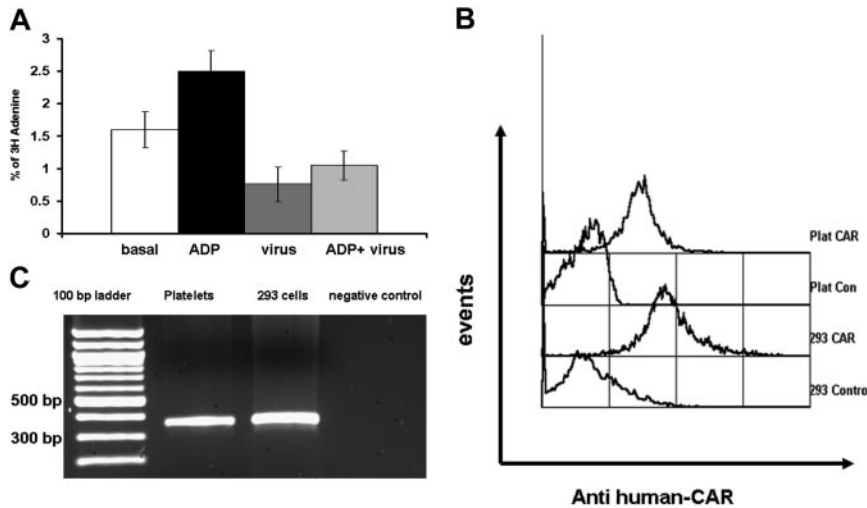 A
% of 3H Adenine
3
2.5
2
1.5
1
0.5
0
basal ADP virus ADP+ virus
B
events
Plat CAR
Plat Con
293 CAR
293 Contro
Anti human-CAR
C
100 bp ladder Platelets 293 cells negative control
500 bp
300 bp